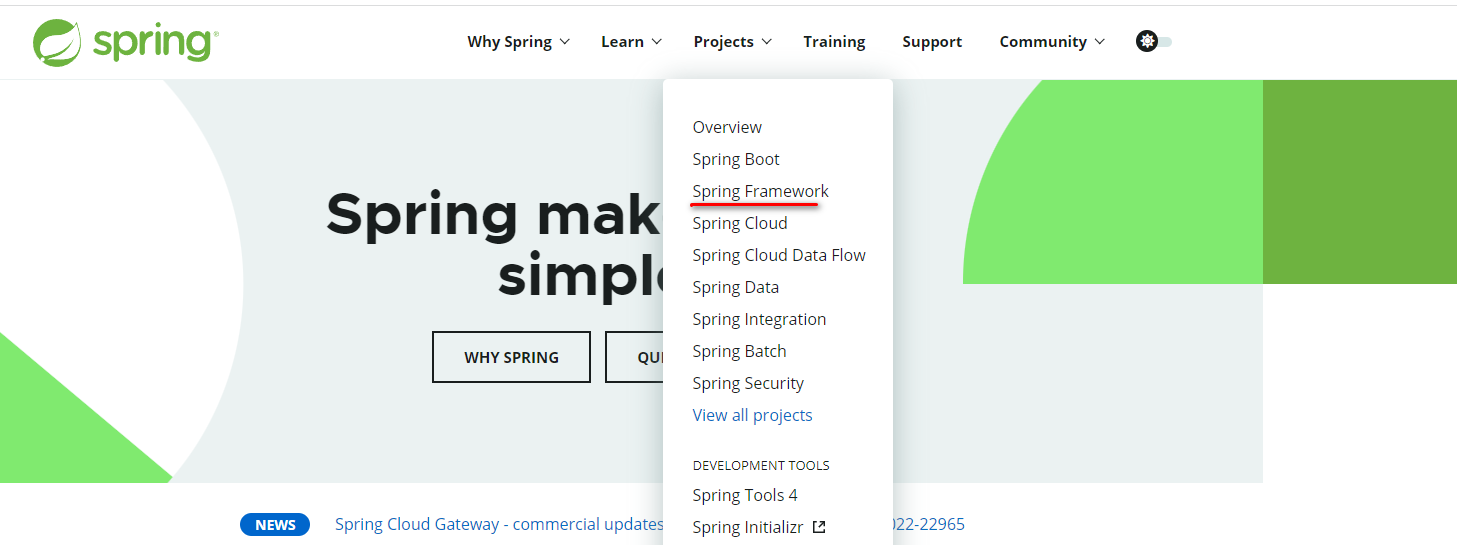 spring
Why Spring
Learn
Projects
Training
Support
Community
Overview
Spring Boot
Spring Framework
Spring Cloud
Spring Cloud Data Flow
Spring Data
Spring Integration
Spring Batch
Spring Security
View all projects
DEVELOPMENT TOOLS
Spring Tools 4
Spring Initializr
Spring mak
simpl
WHY SPRING
QU
NEWS
Spring Cloud Gateway - commercial updates
022-22965